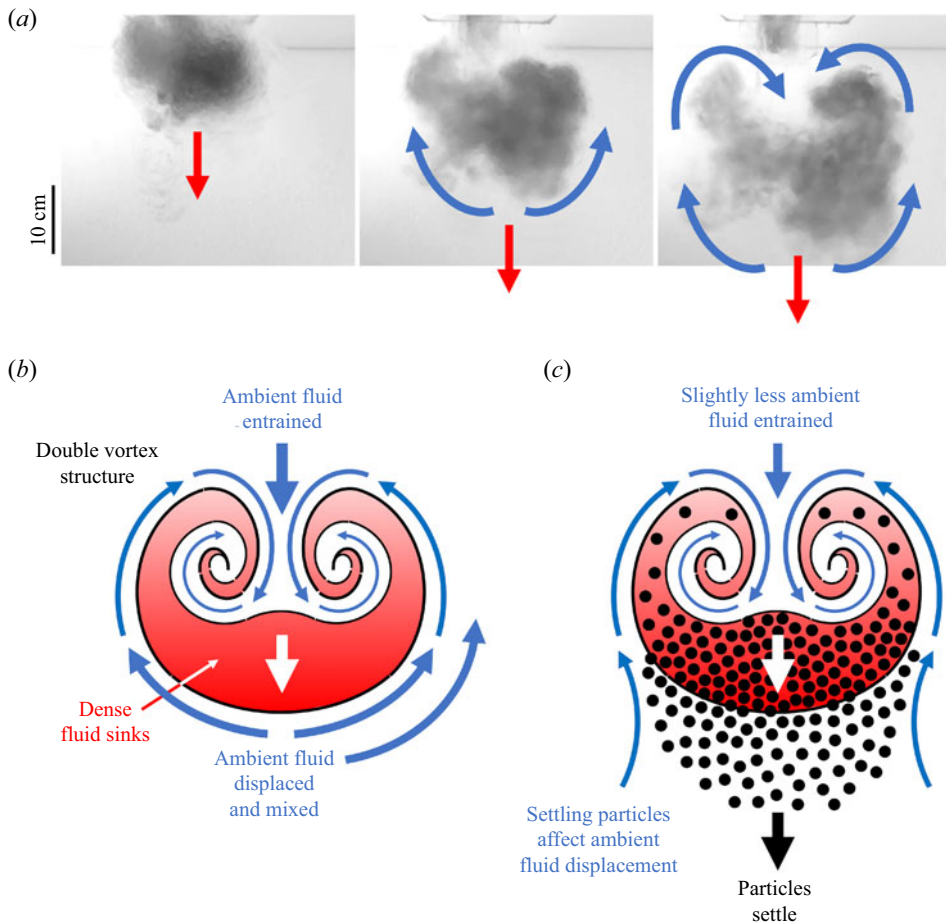 (a)
10 cm
(b)
Ambient fluid
entrained
Double vortex
structure
Dense
fluid sinks
Ambient fluid
displaced
and mixed
(c)
Slightly less ambient
fluid entrained
Settling particles
affect ambient
fluid displacement
Particles
settle